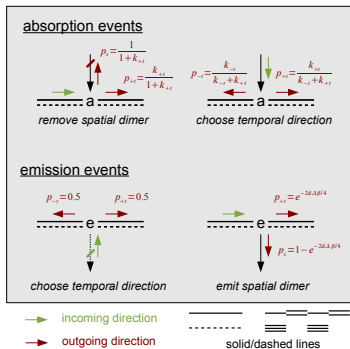 absorption events
p_s = 1/(1+k_{+t})
p_{+t} = k_{+t}/(1+k_{+t})
a
remove spatial dimer
p_{-t} = k_{-t}/(k_{-t}+k_{+t})
p_{+t} = k_{+t}/(k_{-t}+k_{+t})
a
choose temporal direction
emission events
p_{-t}=0.5
p_{+t}=0.5
e
choose temporal direction
p_{+t}=e^{-2dΔβ/4}
e
p_s=1-e^{-2dΔβ/4}
emit spatial dimer
incoming direction
outgoing direction
solid/dashed lines